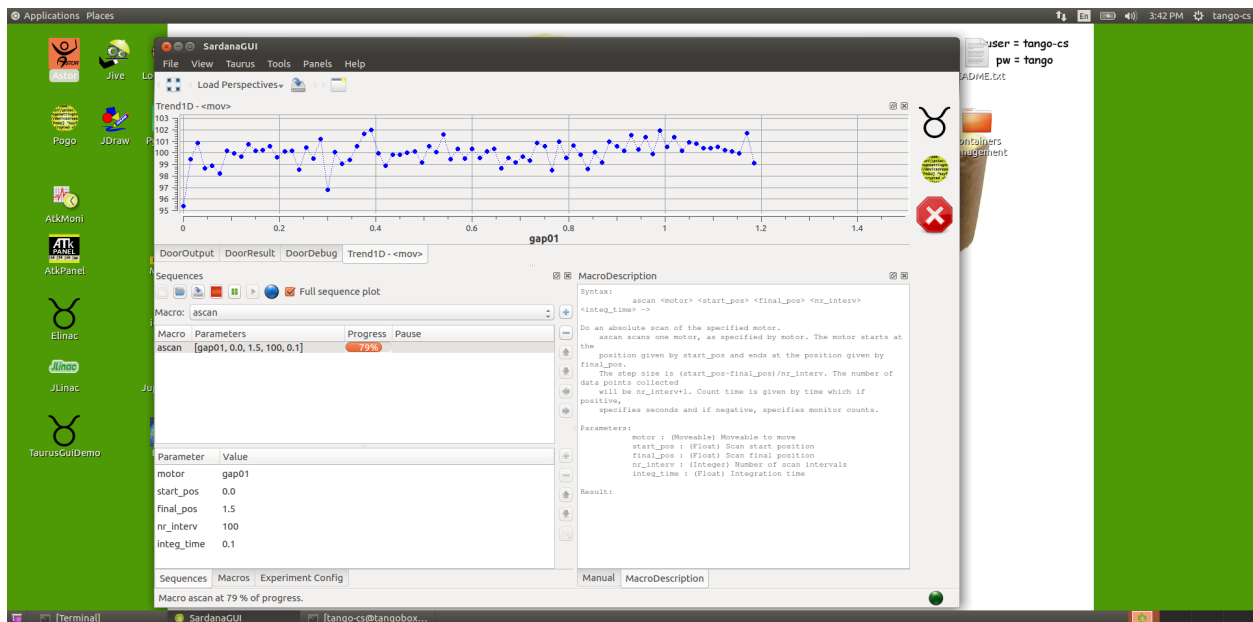 Applications Places
En
3:42 PM
tango-cs
Astor
Jive
Lo
user = tango-cs
pw = tango
ADME.txt
Pogo
JDraw
P
ontainers
nagement
AtkMoni
ATk
PANEL
AtkPanel
M
Elinac
JLinac
JLinac
Ju
TaurusGuiDemo
SardanaGUI
File View Taurus Tools Panels Help
Load Perspectives
Trend1D - <mov>
103
102
101
100
99
98
97
96
95
0 0.2 0.4 0.6 0.8 1 1.2 1.4
gap01
DoorOutput DoorResult DoorDebug Trend1D - <mov>
Sequences
Full sequence plot
Macro: ascan
Macro Parameters Progress Pause
ascan [gap01, 0.0, 1.5, 100, 0.1] 79%
Parameter Value
motor gap01
start_pos 0.0
final_pos 1.5
nr_interv 100
integ_time 0.1
Sequences Macros Experiment Config
MacroDescription
Syntax:
ascan <motor> <start_pos> <final_pos> <nr_interv>
<integ_time> ->
Do an absolute scan of the specified motor.
ascan scans one motor, as specified by motor. The motor starts at
the
position given by start_pos and ends at the position given by
final_pos.
The step size is (start_pos-final_pos)/nr_interv. The number of
data points collected
will be nr_interv+1. Count time is given by time which if
positive,
specifies seconds and if negative, specifies monitor counts.
Parameters:
motor : (Moveable) Moveable to move
start_pos : (Float) Scan start position
final_pos : (Float) Scan final position
nr_interv : (Integer) Number of scan intervals
integ_time : (Float) Integration time
Result:
Manual MacroDescription
Macro ascan at 79 % of progress.
[Terminal]
SardanaGUI
[tango-cs@tangobox...